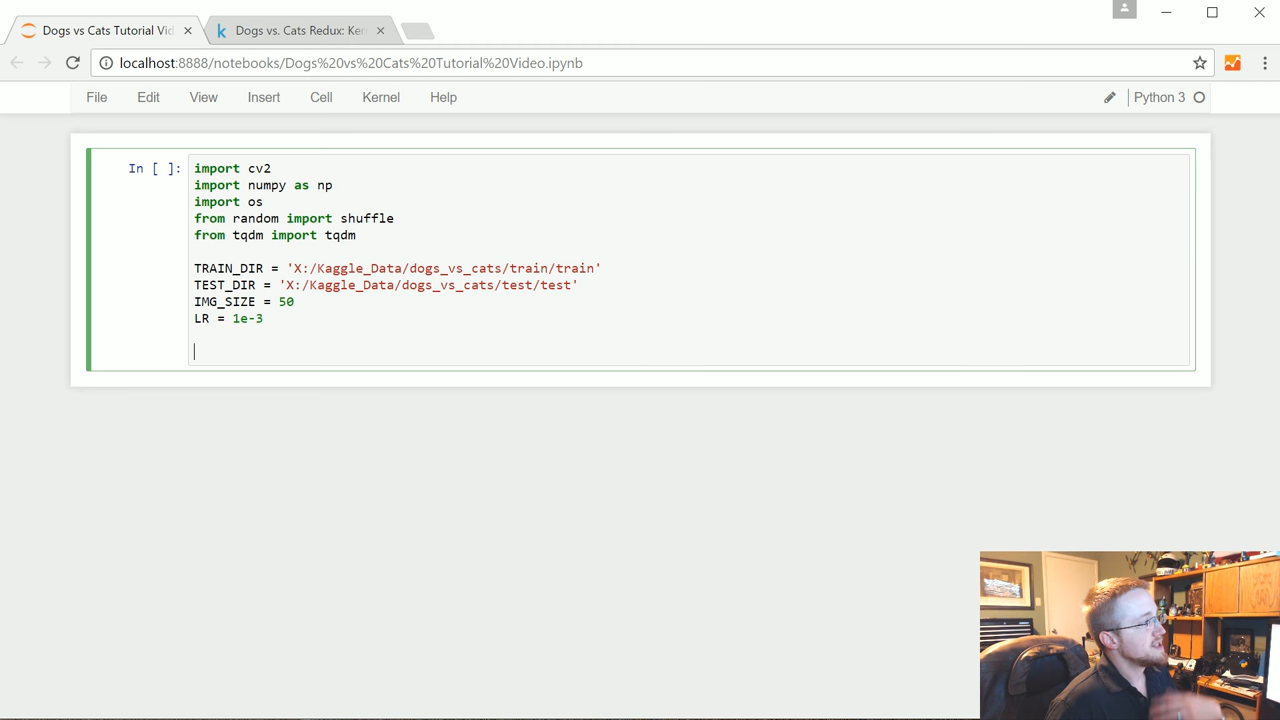 Dogs vs Cats Tutorial Vid
Dogs vs. Cats Redux: Ker
localhost:8888/notebooks/Dogs%20vs%20Cats%20Tutorial%20Video.ipynb
File Edit View Insert Cell Kernel Help Python 3
In [ ]:
import cv2
import numpy as np
import os
from random import shuffle
from tqdm import tqdm
TRAIN_DIR = 'X:/Kaggle_Data/dogs_vs_cats/train/train'
TEST_DIR = 'X:/Kaggle_Data/dogs_vs_cats/test/test'
IMG_SIZE = 50
LR = 1e-3